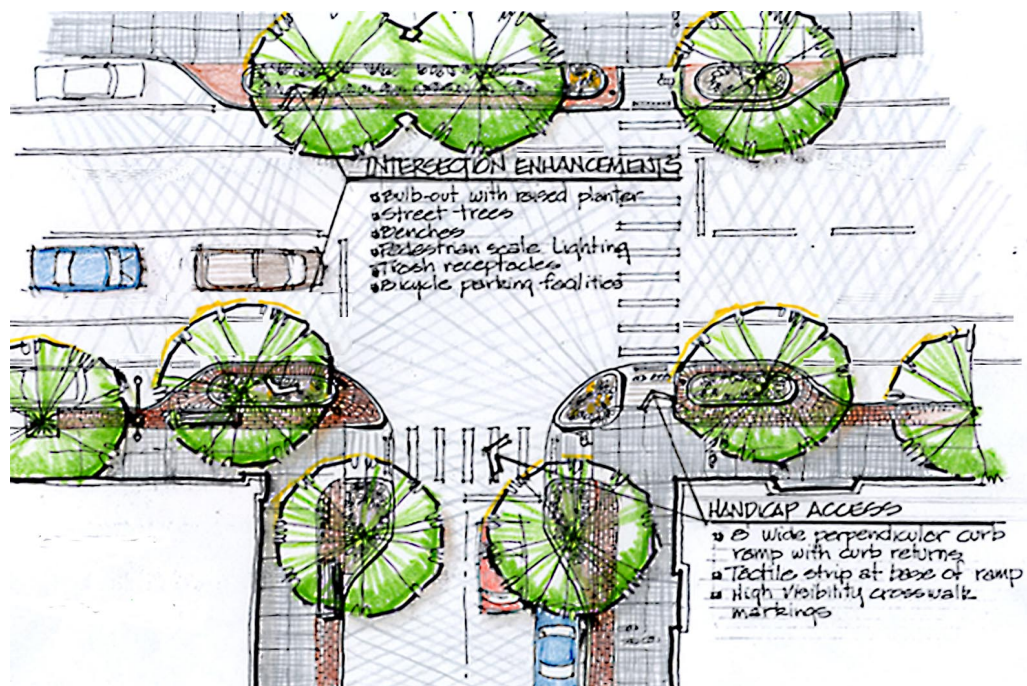 INTERSECTION ENHANCEMENTS
Bulb-out with raised planter
Street trees
Benches
Pedestrian scale Lighting
Trash receptacles
Bicycle parking facilities
HANDICAP ACCESS
8' wide perpendicular curb
ramp with curb returns
Tactile strip at base of ramp
High visibility crosswalk
markings